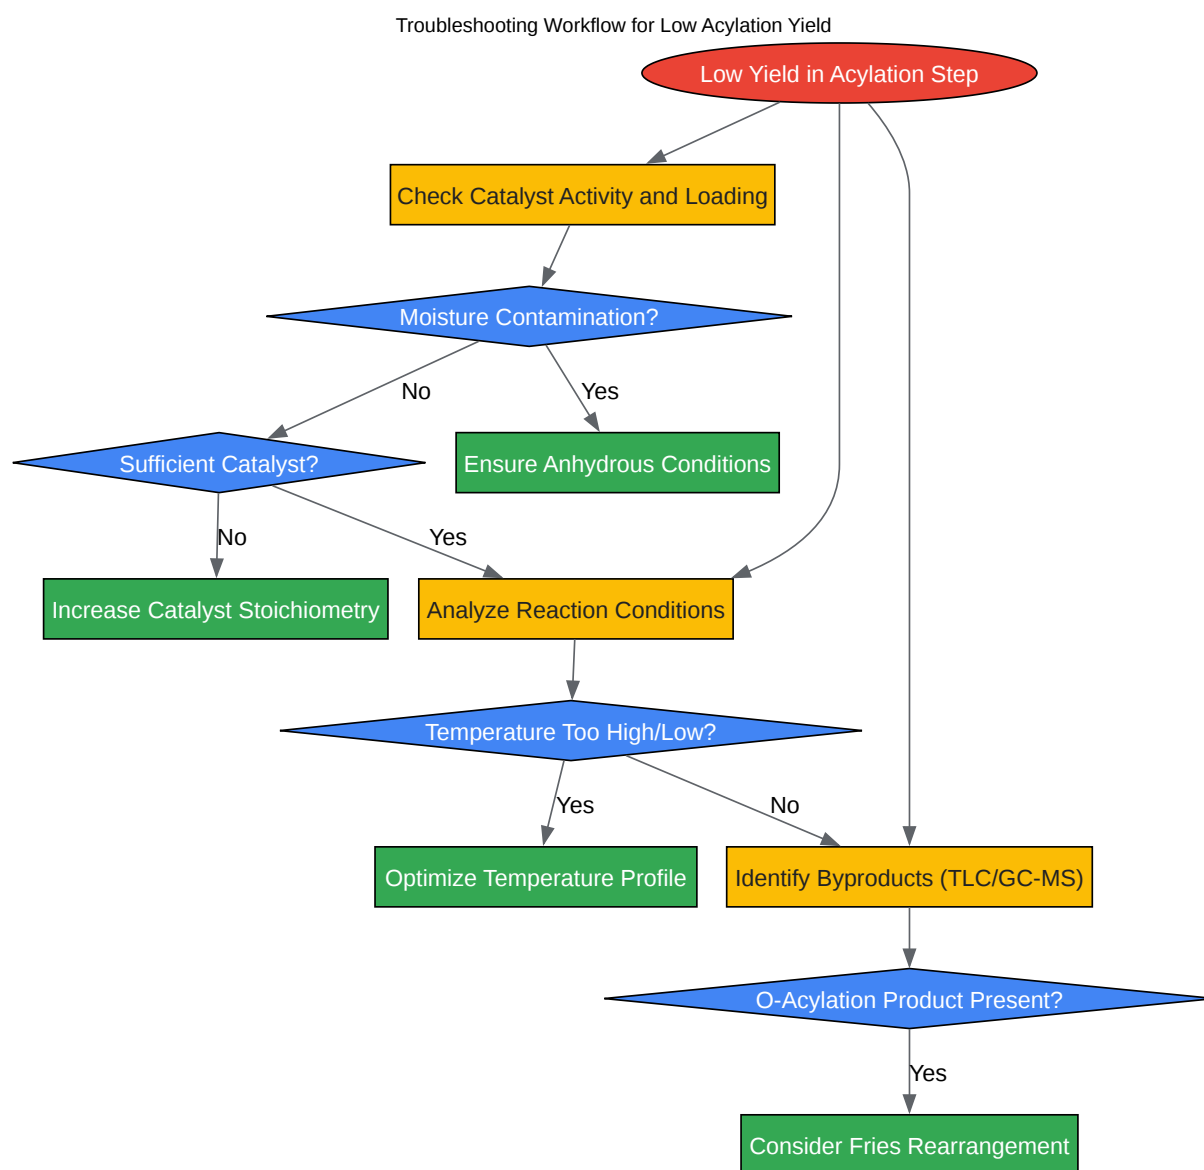 Troubleshooting Workflow for Low Acylation Yield
Low Yield in Acylation Step
Check Catalyst Activity and Loading
Moisture Contamination?
No
Yes
Sufficient Catalyst?
Ensure Anhydrous Conditions
No
Yes
Increase Catalyst Stoichiometry
Analyze Reaction Conditions
Temperature Too High/Low?
Yes
No
Optimize Temperature Profile
Identify Byproducts (TLC/GC-MS)
O-Acylation Product Present?
Yes
Consider Fries Rearrangement